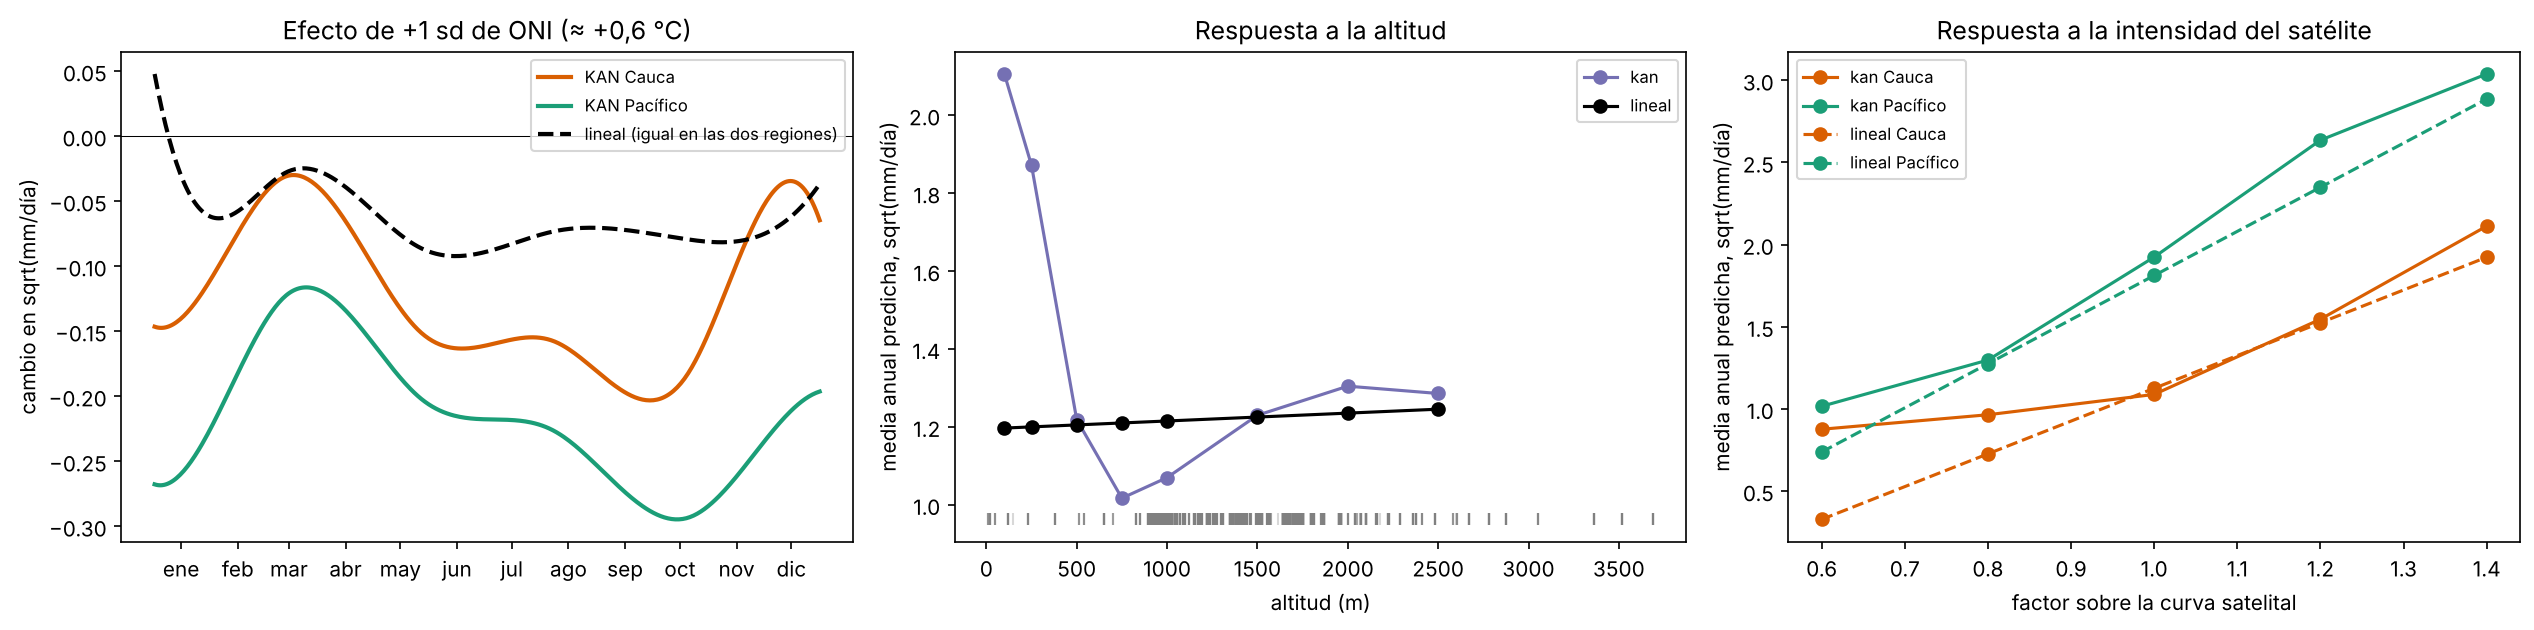 Efecto de +1 sd de ONI (≈ +0,6 °C)
cambio en sqrt(mm/día)
0.05
0.00
−0.05
−0.10
−0.15
−0.20
−0.25
−0.30
KAN Cauca
KAN Pacífico
lineal (igual en las dos regiones)
ene feb mar abr may jun jul ago sep oct nov dic
Respuesta a la altitud
media anual predicha, sqrt(mm/día)
2.0
1.8
1.6
1.4
1.2
1.0
kan
lineal
0 500 1000 1500 2000 2500 3000 3500
altitud (m)
Respuesta a la intensidad del satélite
media anual predicha, sqrt(mm/día)
3.0
2.5
2.0
1.5
1.0
0.5
kan Cauca
kan Pacífico
lineal Cauca
lineal Pacífico
0.6 0.7 0.8 0.9 1.0 1.1 1.2 1.3 1.4
factor sobre la curva satelital